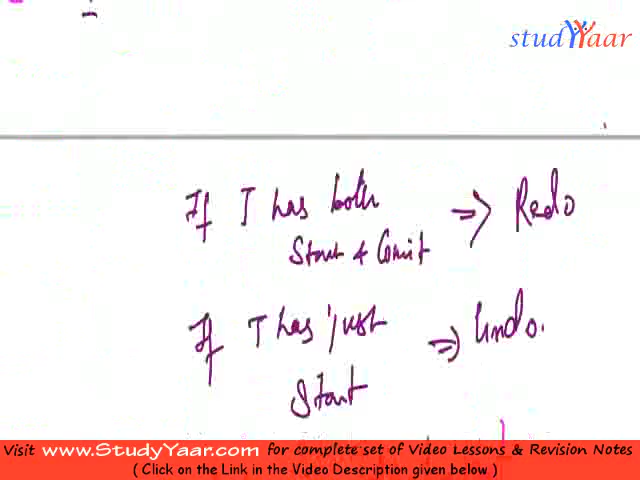 studYYaar
If T has both
Start & Comit
=> Redo
If T has just
Start
=> Undo.
Visit www.StudyYaar.com for complete set of Video Lessons & Revision Notes
( Click on the Link in the Video Description given below )